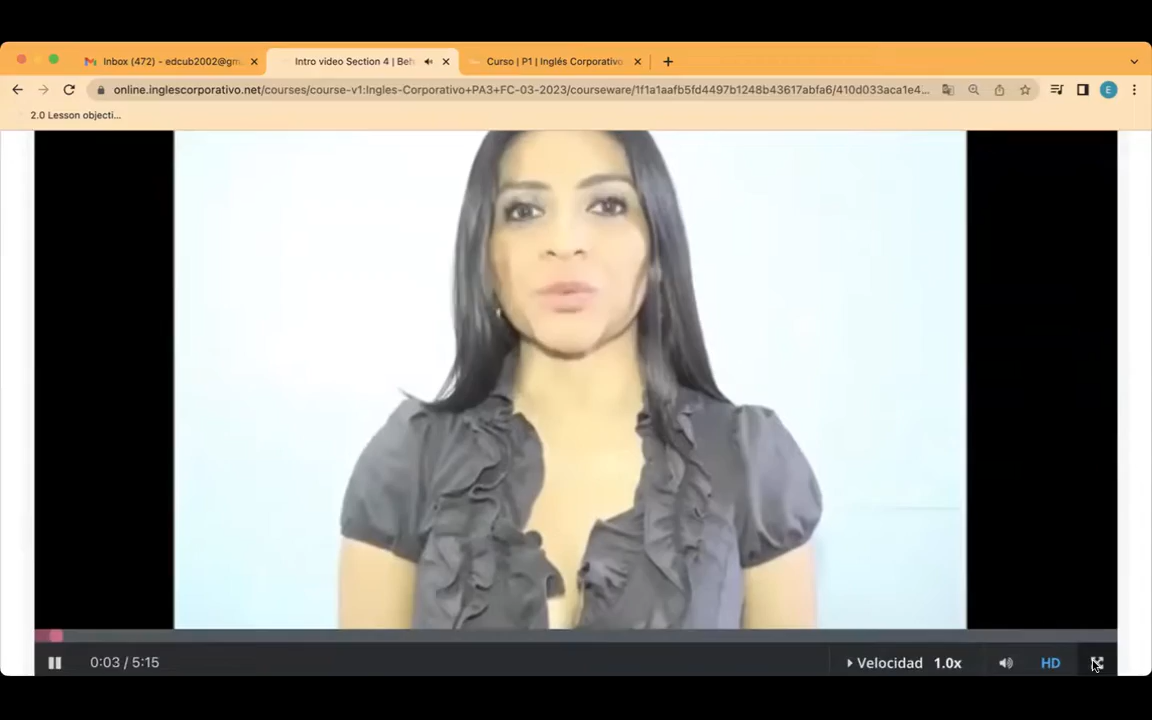 Inbox (472) - edcub2002@gm
Intro video Section 4 | Beh
Curso | P1 | Inglés Corporativo
online.inglescorporativo.net/courses/course-v1:Ingles-Corporativo+PA3+FC-03-2023/courseware/1f1a1aafb5fd4497b1248b43617abfa6/410d033aca1e4...
E
2.0 Lesson objecti...
0:03 / 5:15
Velocidad 1.0x
HD